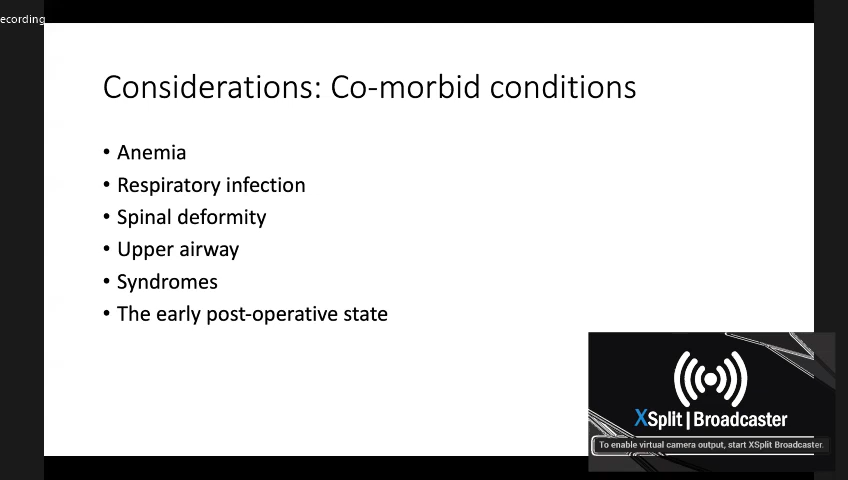 ecording
Considerations: Co-morbid conditions
• Anemia
• Respiratory infection
• Spinal deformity
• Upper airway
• Syndromes
• The early post-operative state
XSplit | Broadcaster
To enable virtual camera output, start XSplit Broadcaster.